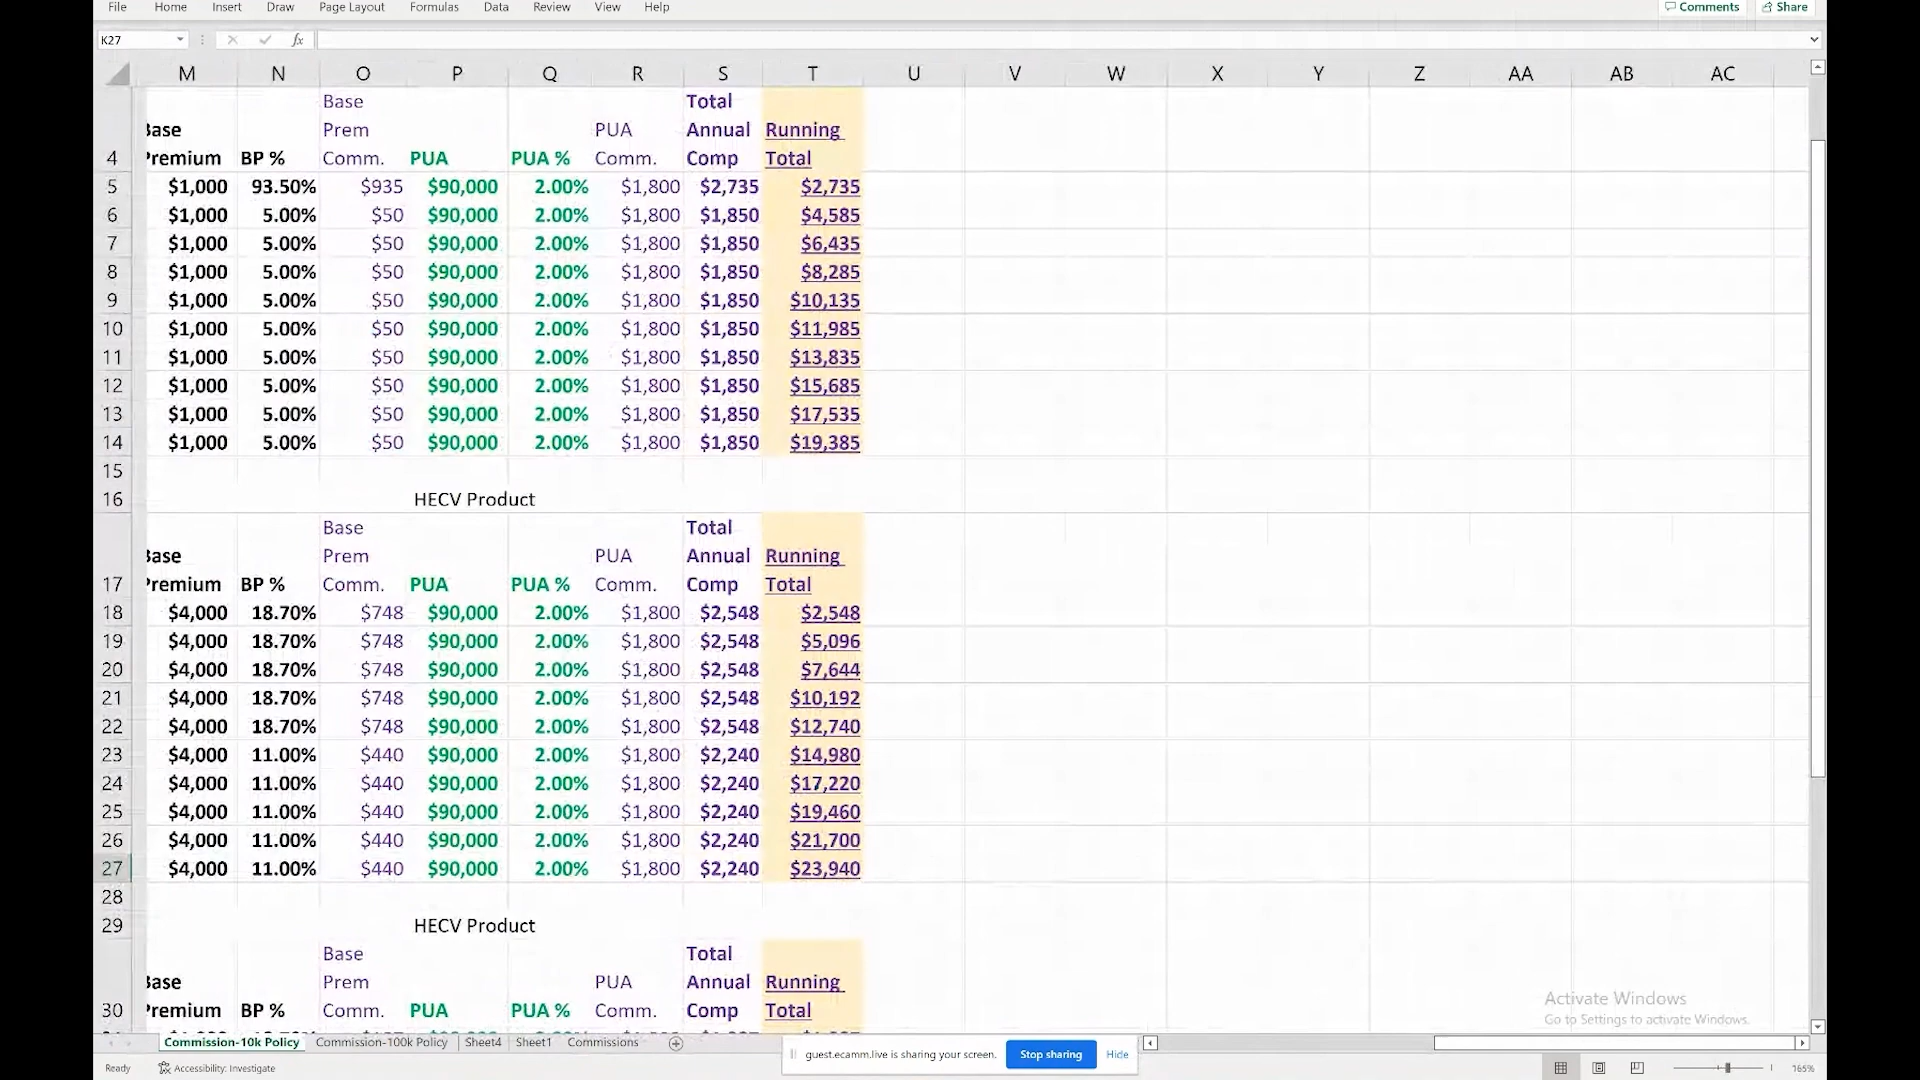 File Home Insert Draw Page Layout Formulas Data Review View Help Comments Share
K27 fx
M N O P Q R S T U V W X Y Z AA AB AC
Base Total
Base Prem PUA Annual Running
4 Premium BP % Comm. PUA PUA % Comm. Comp Total
5 $1,000 93.50% $935 $90,000 2.00% $1,800 $2,735 $2,735
6 $1,000 5.00% $50 $90,000 2.00% $1,800 $1,850 $4,585
7 $1,000 5.00% $50 $90,000 2.00% $1,800 $1,850 $6,435
8 $1,000 5.00% $50 $90,000 2.00% $1,800 $1,850 $8,285
9 $1,000 5.00% $50 $90,000 2.00% $1,800 $1,850 $10,135
10 $1,000 5.00% $50 $90,000 2.00% $1,800 $1,850 $11,985
11 $1,000 5.00% $50 $90,000 2.00% $1,800 $1,850 $13,835
12 $1,000 5.00% $50 $90,000 2.00% $1,800 $1,850 $15,685
13 $1,000 5.00% $50 $90,000 2.00% $1,800 $1,850 $17,535
14 $1,000 5.00% $50 $90,000 2.00% $1,800 $1,850 $19,385
15
16 HECV Product
Base Total
Base Prem PUA Annual Running
17 Premium BP % Comm. PUA PUA % Comm. Comp Total
18 $4,000 18.70% $748 $90,000 2.00% $1,800 $2,548 $2,548
19 $4,000 18.70% $748 $90,000 2.00% $1,800 $2,548 $5,096
20 $4,000 18.70% $748 $90,000 2.00% $1,800 $2,548 $7,644
21 $4,000 18.70% $748 $90,000 2.00% $1,800 $2,548 $10,192
22 $4,000 18.70% $748 $90,000 2.00% $1,800 $2,548 $12,740
23 $4,000 11.00% $440 $90,000 2.00% $1,800 $2,240 $14,980
24 $4,000 11.00% $440 $90,000 2.00% $1,800 $2,240 $17,220
25 $4,000 11.00% $440 $90,000 2.00% $1,800 $2,240 $19,460
26 $4,000 11.00% $440 $90,000 2.00% $1,800 $2,240 $21,700
27 $4,000 11.00% $440 $90,000 2.00% $1,800 $2,240 $23,940
28
29 HECV Product
Base Total
Base Prem PUA Annual Running
30 Premium BP % Comm. PUA PUA % Comm. Comp Total
Activate Windows
Go to Settings to activate Windows.
Commission-10k Policy Commission-100k Policy Sheet4 Sheet1 Commissions
guest.ecamm.live is sharing your screen. Stop sharing Hide
Ready Accessibility: Investigate 165%